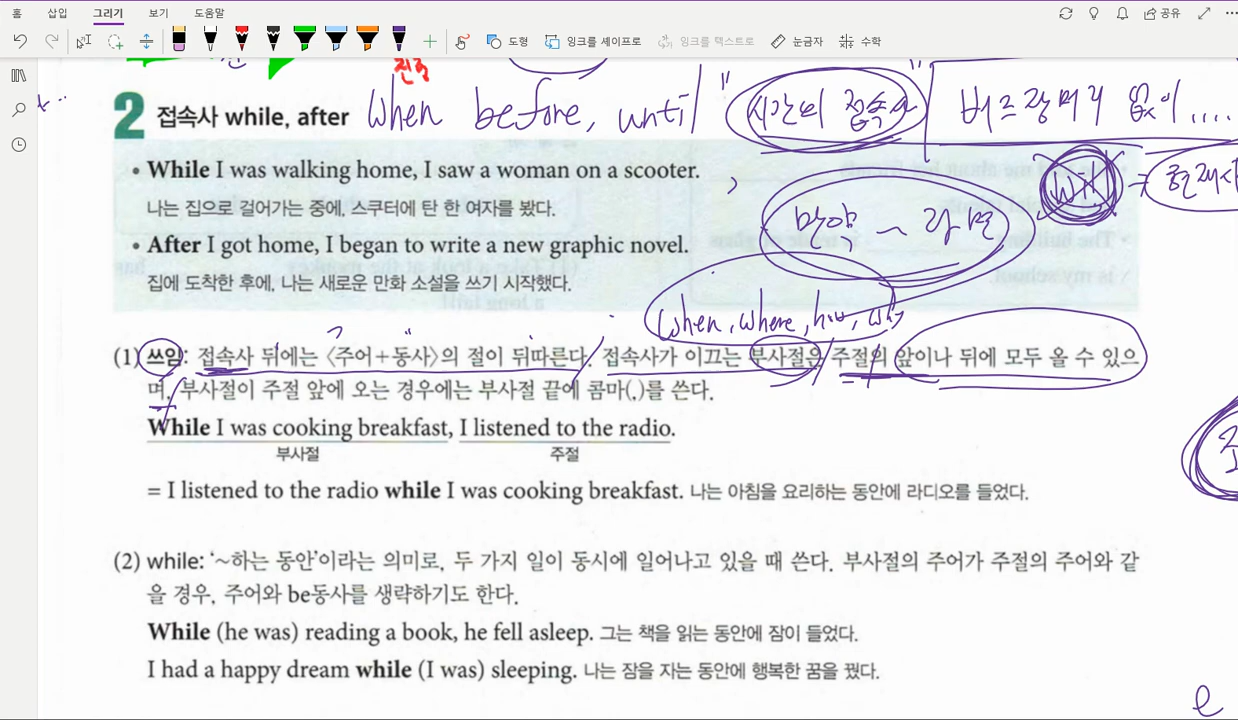 홈 삽입 그리기 보기 도움말
공유
도형 잉크를 셰이프로 잉크를 텍스트로 눈금자 수학
2 접속사 while, after when before, until "시간의 접속사"
will → 현재시
• While I was walking home, I saw a woman on a scooter.
나는 집으로 걸어가는 중에, 스쿠터에 탄 한 여자를 봤다.
만약 ~ 라면
• After I got home, I began to write a new graphic novel.
집에 도착한 후에, 나는 새로운 만화 소설을 쓰기 시작했다.
when, where, how, why
(1) 쓰임: 접속사 뒤에는 〈주어+동사〉의 절이 뒤따른다. 접속사가 이끄는 부사절은 주절의 앞이나 뒤에 모두 올 수 있으
며, 부사절이 주절 앞에 오는 경우에는 부사절 끝에 콤마(,)를 쓴다.
While I was cooking breakfast, I listened to the radio.
부사절 주절
= I listened to the radio while I was cooking breakfast. 나는 아침을 요리하는 동안에 라디오를 들었다.
(2) while: '~하는 동안'이라는 의미로, 두 가지 일이 동시에 일어나고 있을 때 쓴다. 부사절의 주어가 주절의 주어와 같
을 경우, 주어와 be동사를 생략하기도 한다.
While (he was) reading a book, he fell asleep. 그는 책을 읽는 동안에 잠이 들었다.
I had a happy dream while (I was) sleeping. 나는 잠을 자는 동안에 행복한 꿈을 꿨다.
e